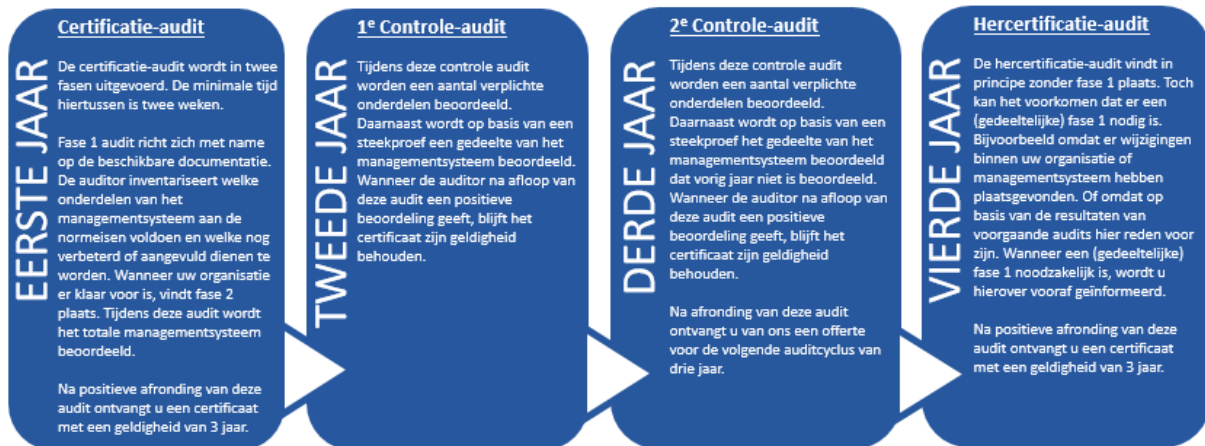 EERSTE JAAR
Certificatie-audit
De certificatie-audit wordt in twee
fasen uitgevoerd. De minimale tijd
hiertussen is twee weken.
Fase 1 audit richt zich met name
op de beschikbare documentatie.
De auditor inventariseert welke
onderdelen van het
managementsysteem aan de
normeisen voldoen en welke nog
verbeterd of aangevuld dienen te
worden. Wanneer uw organisatie
er klaar voor is, vindt fase 2
plaats. Tijdens deze audit wordt
het totale managementsysteem
beoordeeld.
Na positieve afronding van deze
audit ontvangt u een certificaat
met een geldigheid van 3 jaar.
TWEEDE JAAR
1e Controle-audit
Tijdens deze controle audit
worden een aantal verplichte
onderdelen beoordeeld.
Daarnaast wordt op basis van een
steekproef een gedeelte van het
managementsysteem beoordeeld.
Wanneer de auditor na afloop van
deze audit een positieve
beoordeling geeft, blijft het
certificaat zijn geldigheid
behouden.
DERDE JAAR
2e Controle-audit
Tijdens deze controle audit
worden een aantal verplichte
onderdelen beoordeeld.
Daarnaast wordt op basis van een
steekproef het gedeelte van het
managementsysteem beoordeeld
dat vorig jaar niet is beoordeeld.
Wanneer de auditor na afloop van
deze audit een positieve
beoordeling geeft, blijft het
certificaat zijn geldigheid
behouden.
Na afronding van deze audit
ontvangt u van ons een offerte
voor de volgende auditcyclus van
drie jaar.
VIERDE JAAR
Hercertificatie-audit
De hercertificatie-audit vindt in
principe zonder fase 1 plaats. Toch
kan het voorkomen dat er een
(gedeeltelijke) fase 1 nodig is.
Bijvoorbeeld omdat er wijzigingen
binnen uw organisatie of
managementsysteem hebben
plaatsgevonden. Of omdat op
basis van de resultaten van
voorgaande audits hier reden voor
zijn. Wanneer een (gedeeltelijke)
fase 1 noodzakelijk is, wordt u
hierover vooraf geïnformeerd.
Na positieve afronding van deze
audit ontvangt u een certificaat
met een geldigheid van 3 jaar.